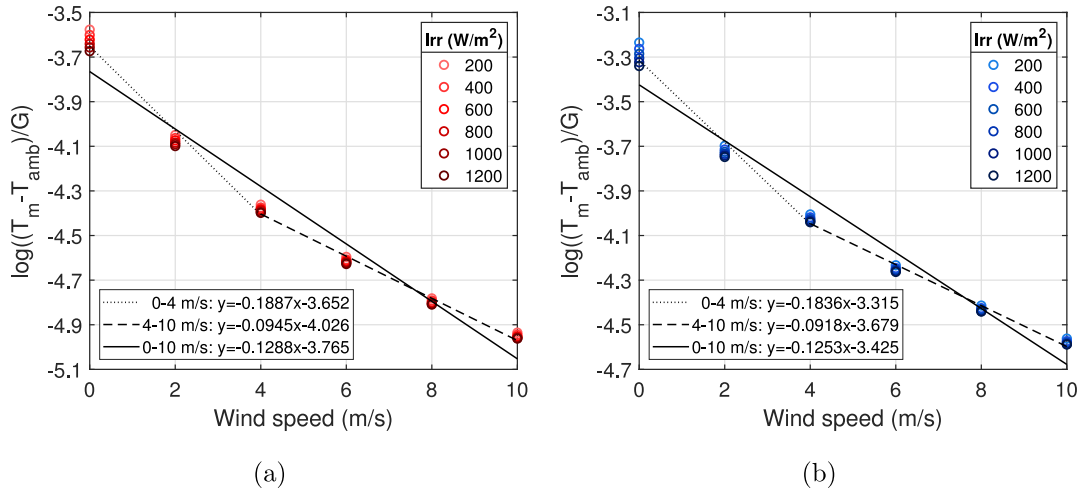 -3.5
-3.7
-3.9
-4.1
-4.3
-4.5
-4.7
-4.9
-5.1
log((T_m-T_amb)/G)
0 2 4 6 8 10
Wind speed (m/s)
Irr (W/m²)
200
400
600
800
1000
1200
0-4 m/s: y=-0.1887x-3.652
4-10 m/s: y=-0.0945x-4.026
0-10 m/s: y=-0.1288x-3.765
(a)
-3.1
-3.3
-3.5
-3.7
-3.9
-4.1
-4.3
-4.5
-4.7
log((T_m-T_amb)/G)
0 2 4 6 8 10
Wind speed (m/s)
Irr (W/m²)
200
400
600
800
1000
1200
0-4 m/s: y=-0.1836x-3.315
4-10 m/s: y=-0.0918x-3.679
0-10 m/s: y=-0.1253x-3.425
(b)